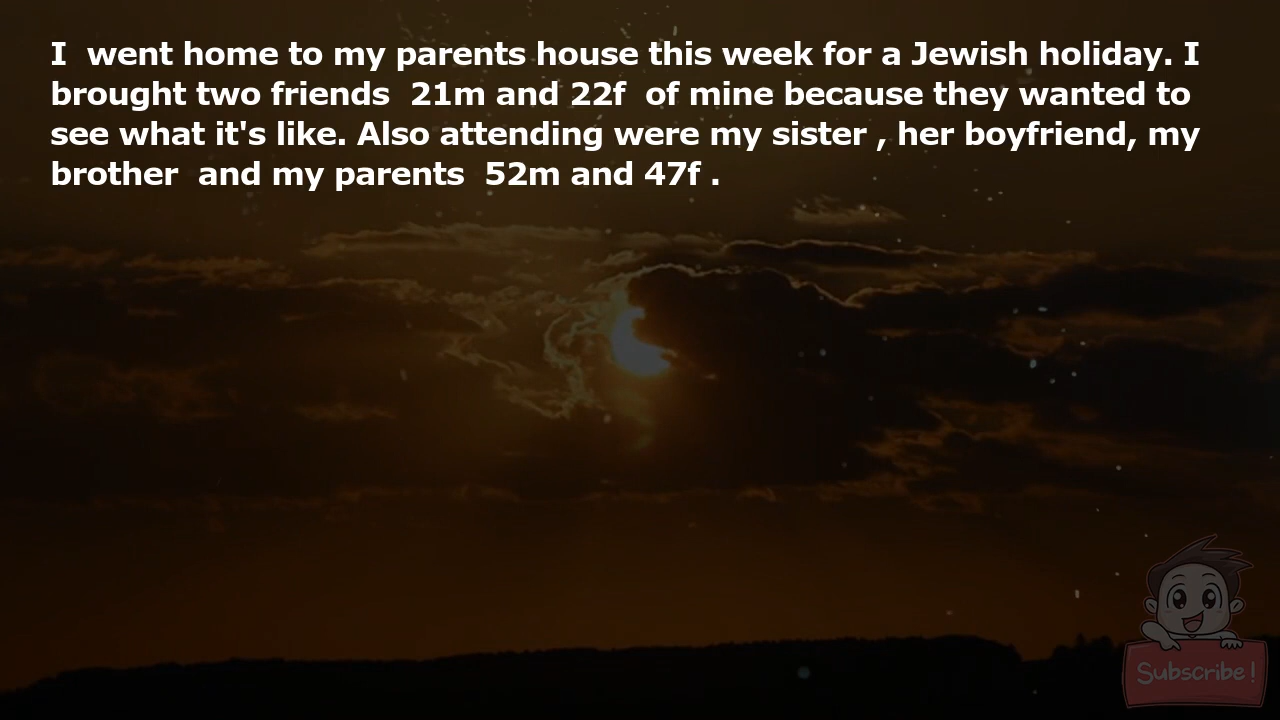 I  went home to my parents house this week for a Jewish holiday. I
brought two friends  21m and 22f  of mine because they wanted to
see what it's like. Also attending were my sister , her boyfriend, my
brother  and my parents  52m and 47f .
Subscribe!